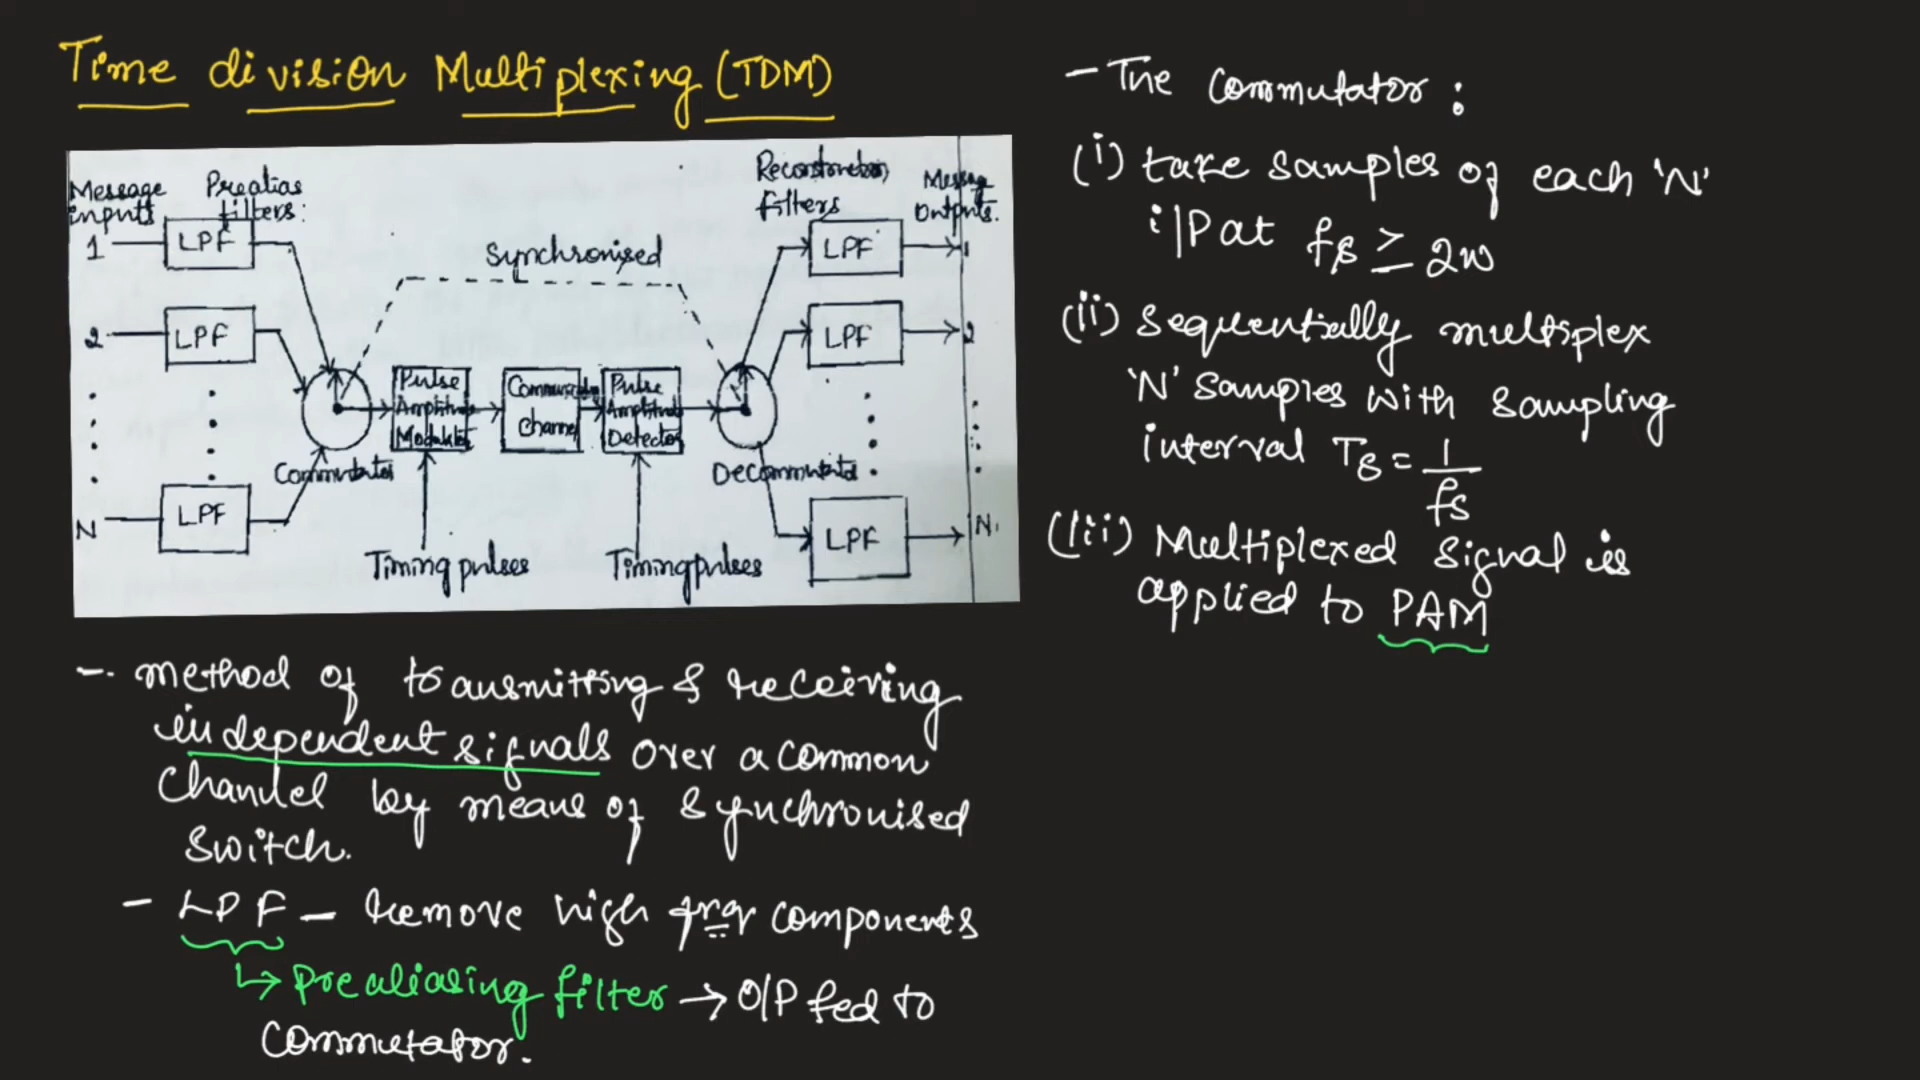 Time division Multiplexing (TDM)
Message inputs
Prealias filters:
Reconstruction filters
Message Outputs.
1
LPF
Synchronised
LPF
1
2
LPF
LPF
2
Pulse Amplitude Modulator
Communication channel
Pulse Amplitude Detector
Commutator
Decommutator
N
LPF
LPF
N.
Timing pulses
Timing pulses
- method of transmitting & receiving
independent signals over a common
channel by means of synchronised
switch.
- LPF - remove high frqr components
↳ prealiasing filter → O/P fed to
commutator.
- The commutator :
(i) take samples of each 'N'
i/P at fs ≥ 2w
(ii) sequentially multiplex
'N' samples with sampling
interval Ts = 1/fs
(iii) Multiplexed signal is
applied to PAM